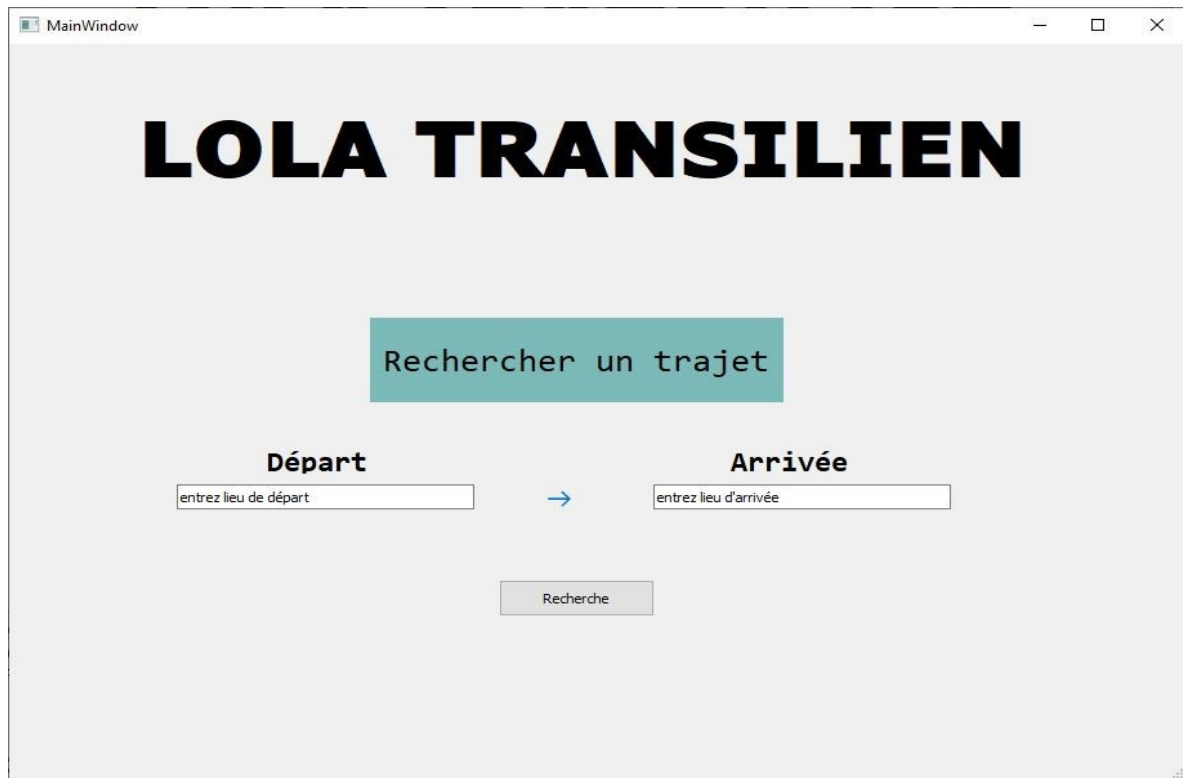 MainWindow
LOLA TRANSILIEN
Rechercher un trajet
Départ
Arrivée
entrez lieu de départ
→
entrez lieu d'arrivée
Recherche